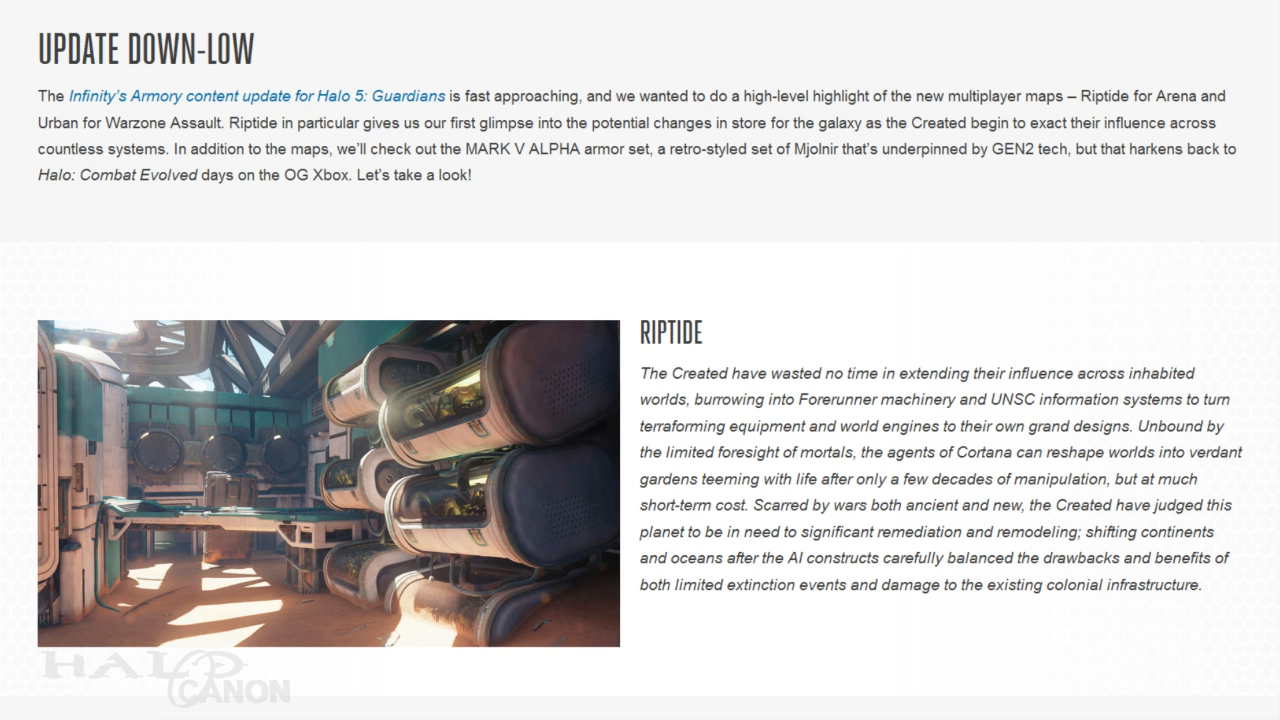 UPDATE DOWN-LOW
The Infinity's Armory content update for Halo 5: Guardians is fast approaching, and we wanted to do a high-level highlight of the new multiplayer maps – Riptide for Arena and
Urban for Warzone Assault. Riptide in particular gives us our first glimpse into the potential changes in store for the galaxy as the Created begin to exact their influence across
countless systems. In addition to the maps, we'll check out the MARK V ALPHA armor set, a retro-styled set of Mjolnir that's underpinned by GEN2 tech, but that harkens back to
Halo: Combat Evolved days on the OG Xbox. Let's take a look!
RIPTIDE
The Created have wasted no time in extending their influence across inhabited
worlds, burrowing into Forerunner machinery and UNSC information systems to turn
terraforming equipment and world engines to their own grand designs. Unbound by
the limited foresight of mortals, the agents of Cortana can reshape worlds into verdant
gardens teeming with life after only a few decades of manipulation, but at much
short-term cost. Scarred by wars both ancient and new, the Created have judged this
planet to be in need to significant remediation and remodeling; shifting continents
and oceans after the AI constructs carefully balanced the drawbacks and benefits of
both limited extinction events and damage to the existing colonial infrastructure.
HALO
CANON